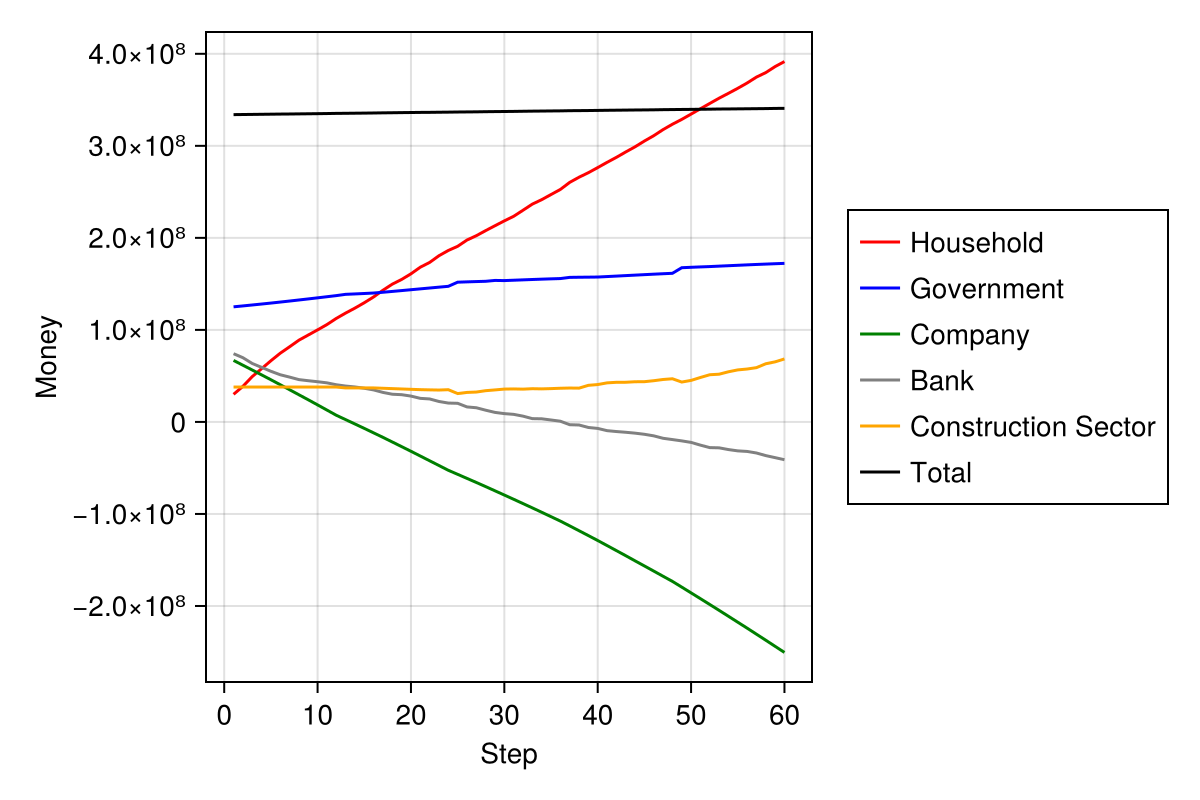 4.0×10⁸
3.0×10⁸
2.0×10⁸
1.0×10⁸
0
−1.0×10⁸
−2.0×10⁸
Money
0 10 20 30 40 50 60
Step
Household
Government
Company
Bank
Construction Sector
Total